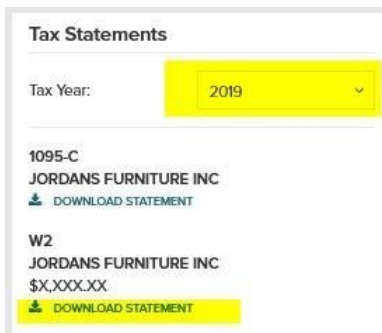 Tax Statements
Tax Year: 2019
1095-C
JORDANS FURNITURE INC
DOWNLOAD STATEMENT
W2
JORDANS FURNITURE INC
$X,XXX.XX
DOWNLOAD STATEMENT